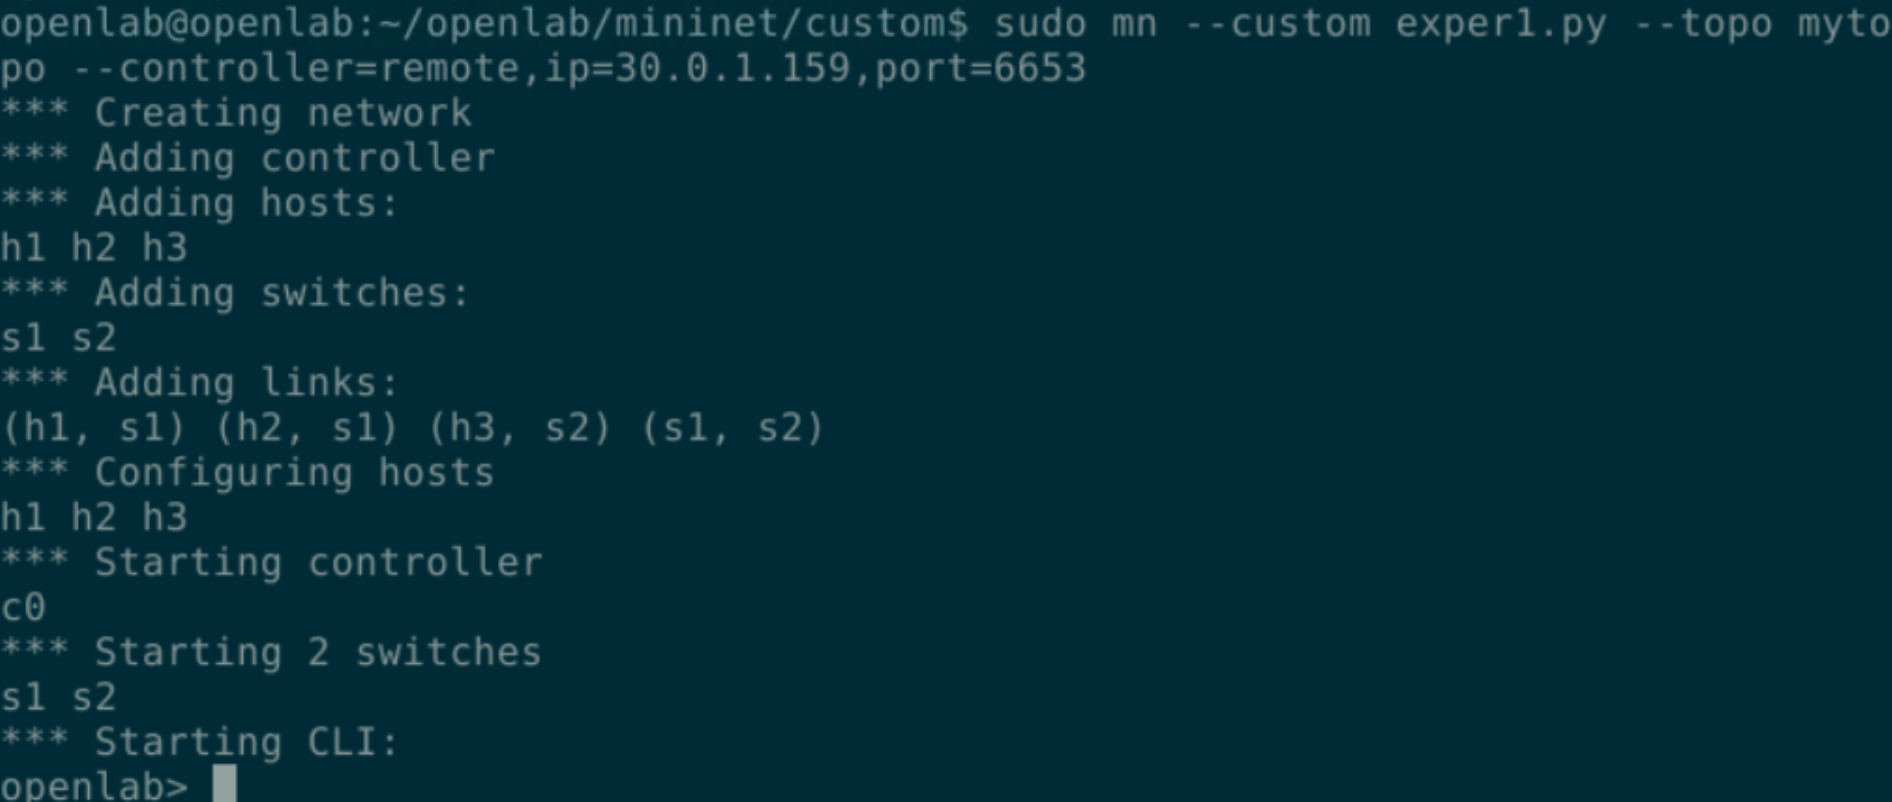 openlab@openlab:~/openlab/mininet/custom$ sudo mn --custom exper1.py --topo myto
po --controller=remote,ip=30.0.1.159,port=6653
*** Creating network
*** Adding controller
*** Adding hosts:
h1 h2 h3
*** Adding switches:
s1 s2
*** Adding links:
(h1, s1) (h2, s1) (h3, s2) (s1, s2)
*** Configuring hosts
h1 h2 h3
*** Starting controller
c0
*** Starting 2 switches
s1 s2
*** Starting CLI:
openlab>